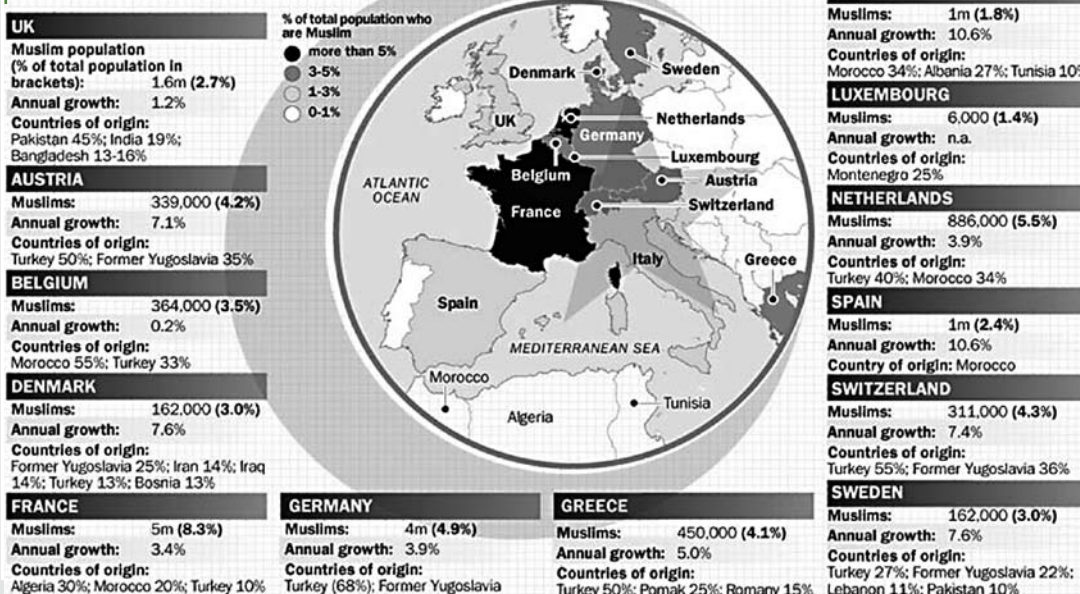 UK
Muslim population
(% of total population in
brackets): 1.6m (2.7%)
Annual growth: 1.2%
Countries of origin:
Pakistan 45%; India 19%;
Bangladesh 13-16%
AUSTRIA
Muslims: 339,000 (4.2%)
Annual growth: 7.1%
Countries of origin:
Turkey 50%; Former Yugoslavia 35%
BELGIUM
Muslims: 364,000 (3.5%)
Annual growth: 0.2%
Countries of origin:
Morocco 55%; Turkey 33%
DENMARK
Muslims: 162,000 (3.0%)
Annual growth: 7.6%
Countries of origin:
Former Yugoslavia 25%; Iran 14%; Iraq
14%; Turkey 13%; Bosnia 13%
FRANCE
Muslims: 5m (8.3%)
Annual growth: 3.4%
Countries of origin:
Algeria 30%; Morocco 20%; Turkey 10%
% of total population who
are Muslim
more than 5%
3-5%
1-3%
0-1%
Denmark
Sweden
UK
Netherlands
Germany
Luxembourg
Belgium
Austria
ATLANTIC
OCEAN
Switzerland
France
Italy
Greece
Spain
MEDITERRANEAN SEA
Morocco
Algeria
Tunisia
GERMANY
Muslims: 4m (4.9%)
Annual growth: 3.9%
Countries of origin:
Turkey (68%); Former Yugoslavia
GREECE
Muslims: 450,000 (4.1%)
Annual growth: 5.0%
Countries of origin:
Turkey 50%; Pomak 25%; Romany 15%
Muslims: 1m (1.8%)
Annual growth: 10.6%
Countries of origin:
Morocco 34%; Albania 27%; Tunisia 10%
LUXEMBOURG
Muslims: 6,000 (1.4%)
Annual growth: n.a.
Countries of origin:
Montenegro 25%
NETHERLANDS
Muslims: 886,000 (5.5%)
Annual growth: 3.9%
Countries of origin:
Turkey 40%; Morocco 34%
SPAIN
Muslims: 1m (2.4%)
Annual growth: 10.6%
Country of origin: Morocco
SWITZERLAND
Muslims: 311,000 (4.3%)
Annual growth: 7.4%
Countries of origin:
Turkey 55%; Former Yugoslavia 36%
SWEDEN
Muslims: 162,000 (3.0%)
Annual growth: 7.6%
Countries of origin:
Turkey 27%; Former Yugoslavia 22%;
Lebanon 11%; Pakistan 10%